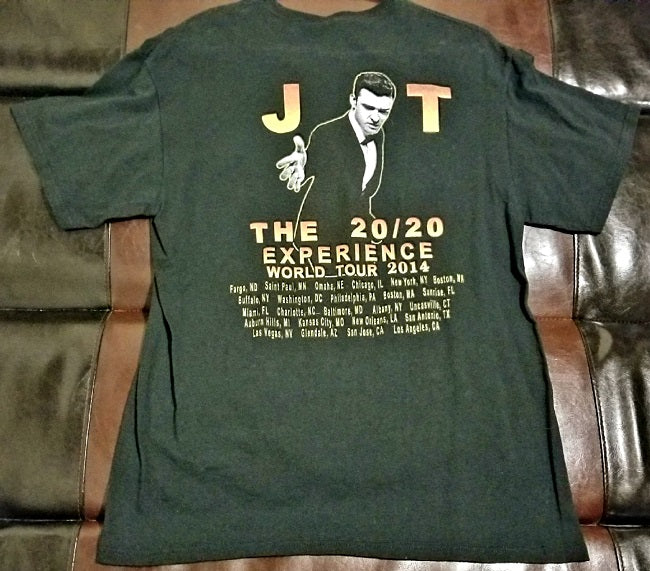 J T
THE 20/20
EXPERIENCE
WORLD TOUR 2014
Fargo, ND Saint Paul, MN Omaha, NE Chicago, IL New York, NY Boston, MA
Buffalo, NY Washington, DC Philadelphia, PA Boston, MA Sunrise, FL
Miami, FL Charlotte, NC Baltimore, MD Albany, NY Uncasville, CT
Auburn Hills, MI Kansas City, MO New Orleans, LA San Antonio, TX
Las Vegas, NV Glendale, AZ San Jose, CA Los Angeles, CA